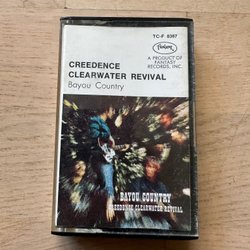 TC-F 8387
Fantasy
A PRODUCT OF
FANTASY
RECORDS, INC.
CREEDENCE
CLEARWATER REVIVAL
Bayou Country
BAYOU COUNTRY
CREEDENCE CLEARWATER REVIVAL